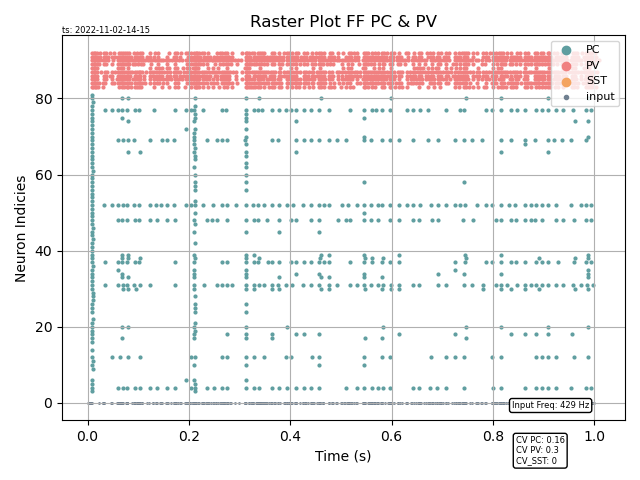 Raster Plot FF PC & PV
ts: 2022-11-02-14-15
PC
PV
SST
input
80
60
40
20
0
Neuron Indicies
Input Freq: 429 Hz
0.0 0.2 0.4 0.6 0.8 1.0
Time (s)
CV PC: 0.16
CV PV: 0.3
CV_SST: 0